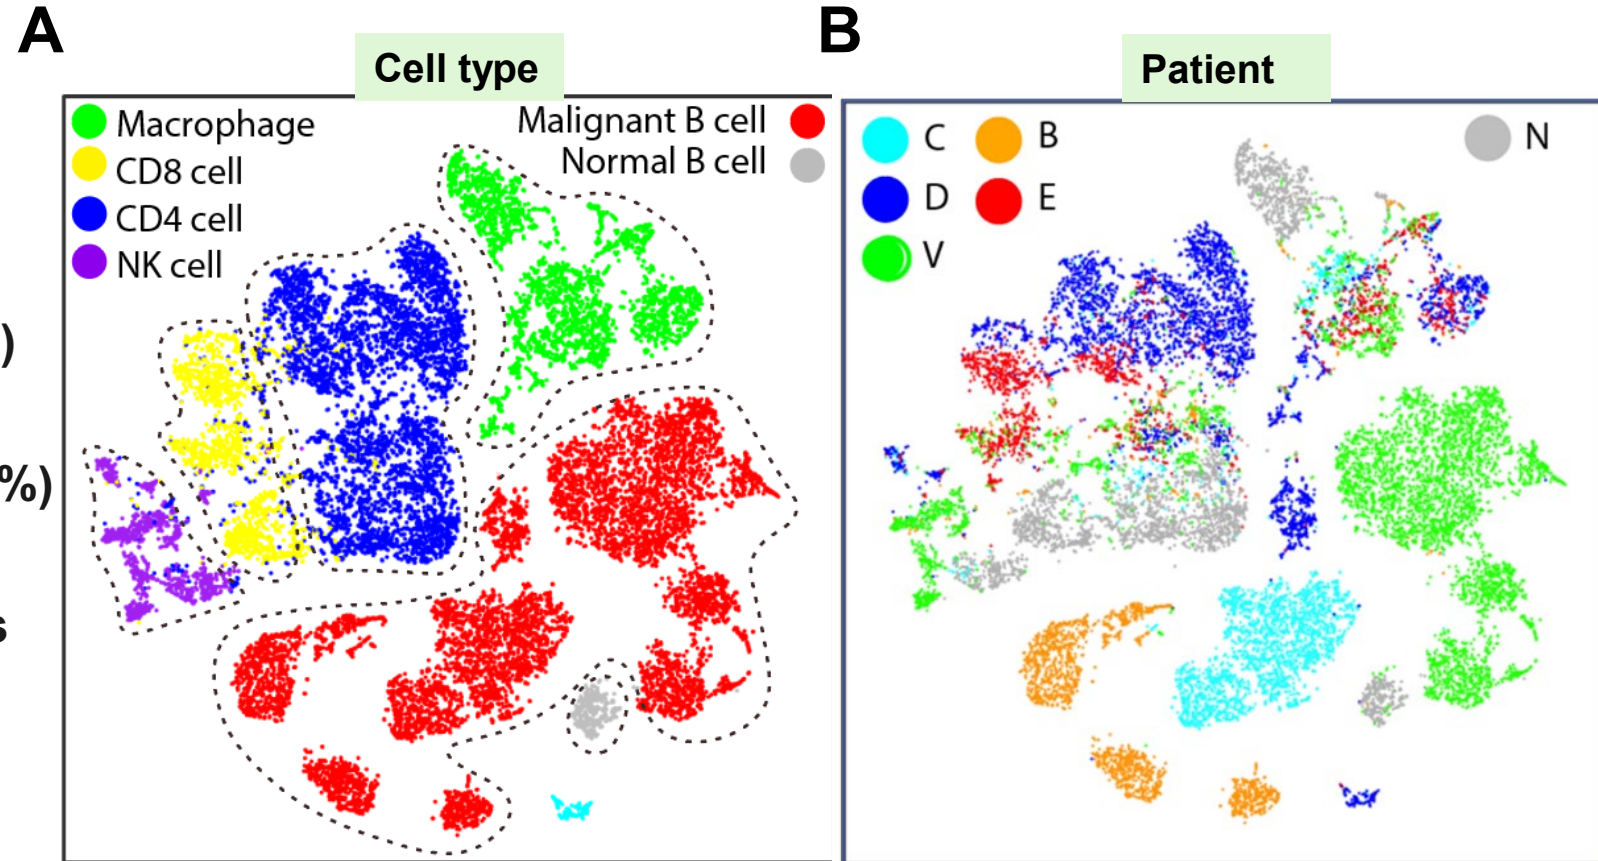 A
B
Cell type
Patient
Macrophage
CD8 cell
CD4 cell
NK cell
Malignant B cell
Normal B cell
C
B
N
D
E
V
)
%)
s